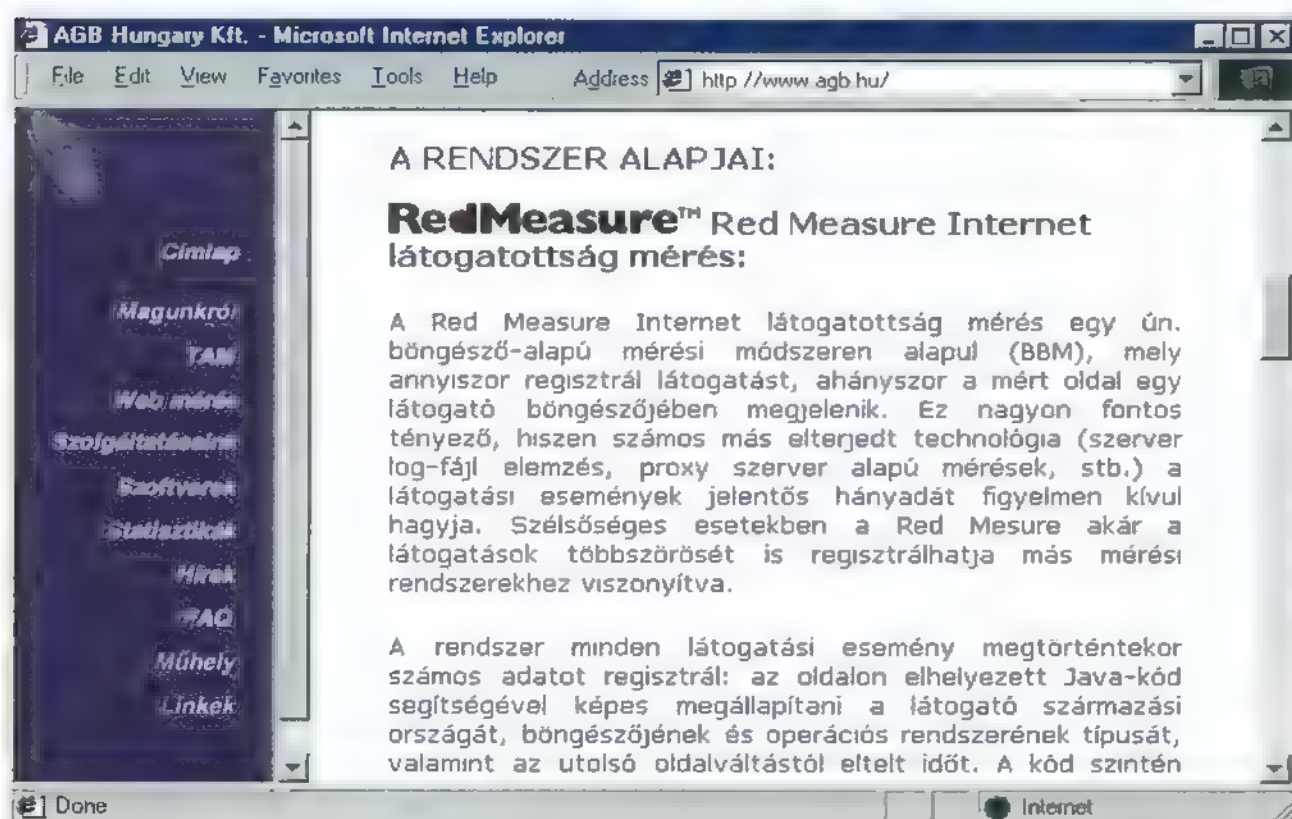 AGB Hungary Kft. - Microsoft Internet Explorer
File Edit View Favorites Tools Help Address http //www agb hu/
Címlap
Magunkról
TAM
Web mérés
Szoftverek
Statisztikák
Hírek
FAQ
Műhely
Linkek
A RENDSZER ALAPJAI:
RedMeasure™ Red Measure Internet
látogatottság mérés:
A Red Measure Internet látogatottság mérés egy ún.
böngésző-alapú mérési módszeren alapul (BBM), mely
annyiszor regisztrál látogatást, ahányszor a mért oldal egy
látogató böngészőjében megjelenik. Ez nagyon fontos
tényező, hiszen számos más elterjedt technológia (szerver
log-fájl elemzés, proxy szerver alapú mérések, stb.) a
látogatási események jelentős hányadát figyelmen kívul
hagyja. Szélsőséges esetekben a Red Mesure akár a
látogatások többszörösét is regisztrálhatja más mérési
rendszerekhez viszonyítva.
A rendszer minden látogatási esemény megtörténtekor
számos adatot regisztrál: az oldalon elhelyezett Java-kód
segítségével képes megállapítani a látogató származási
országát, böngészőjének és operációs rendszerének típusát,
valamint az utolsó oldalváltástól eltelt időt. A kód szintén
Done Internet